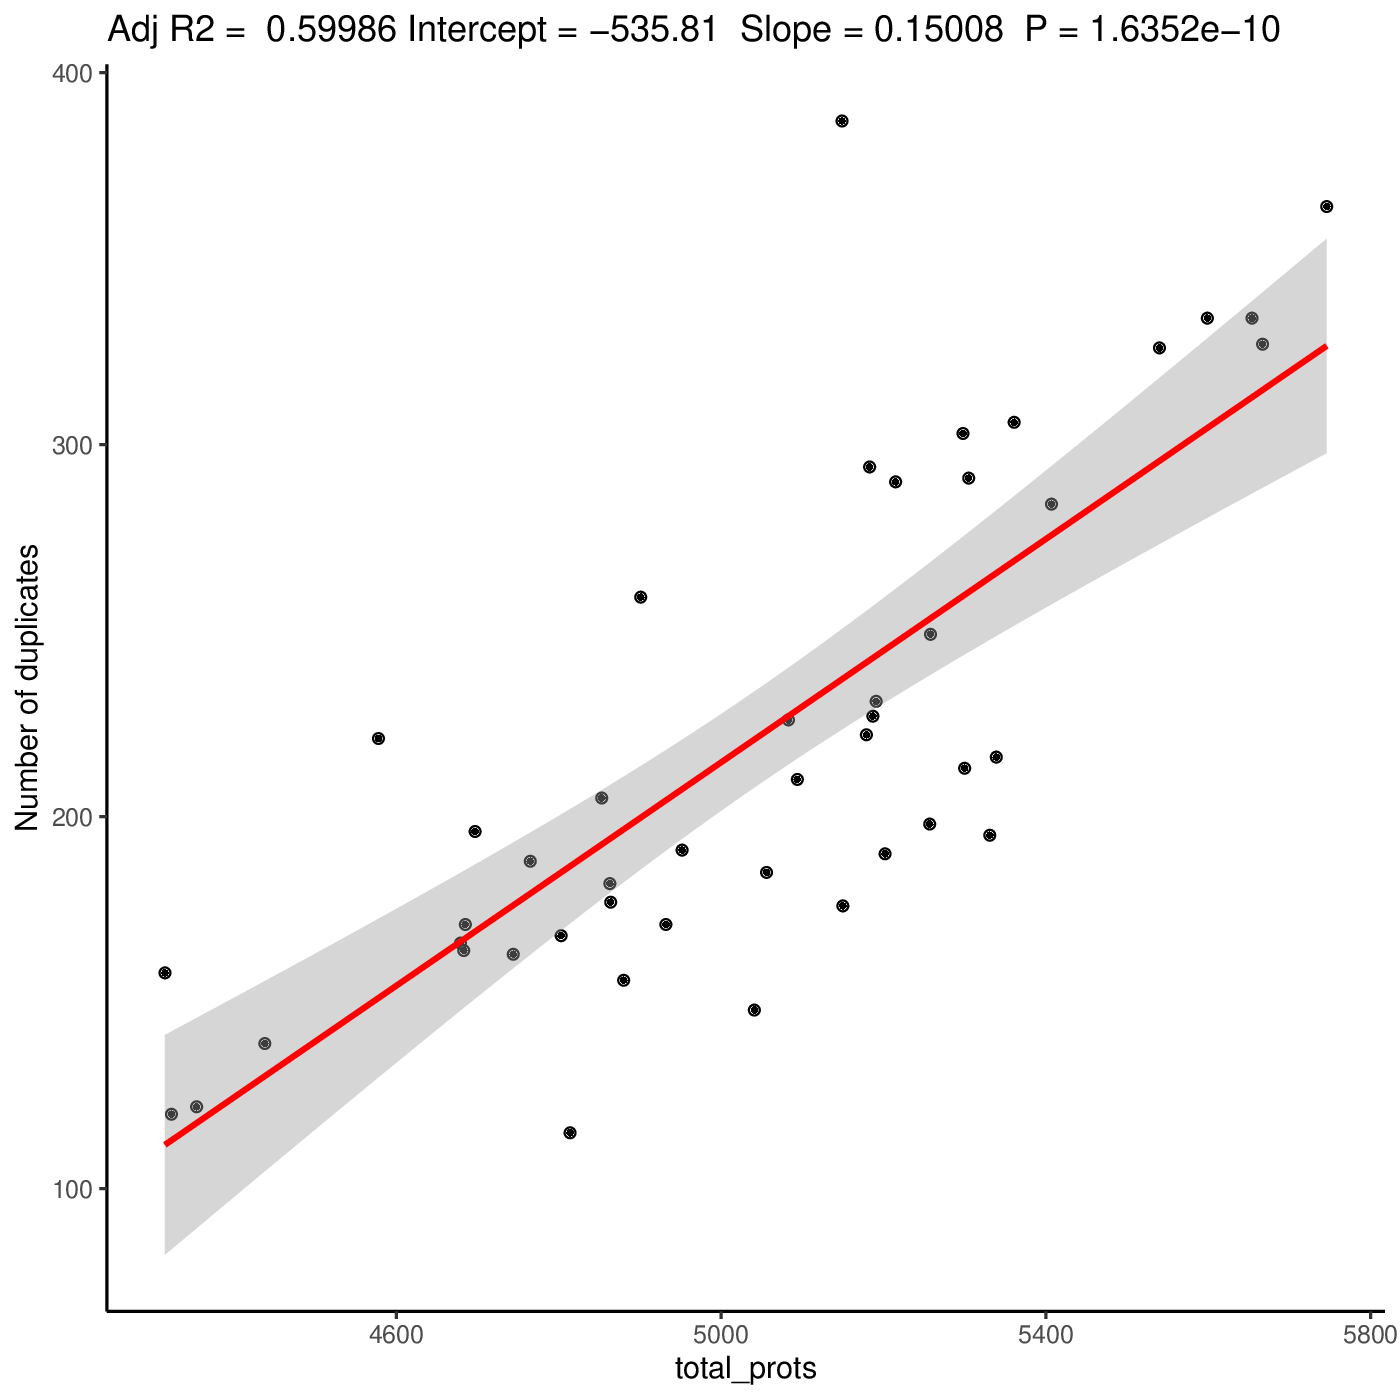 Adj R2 =  0.59986 Intercept = −535.81  Slope = 0.15008  P = 1.6352e−10
400
300
200
100
Number of duplicates
4600
5000
5400
5800
total_prots